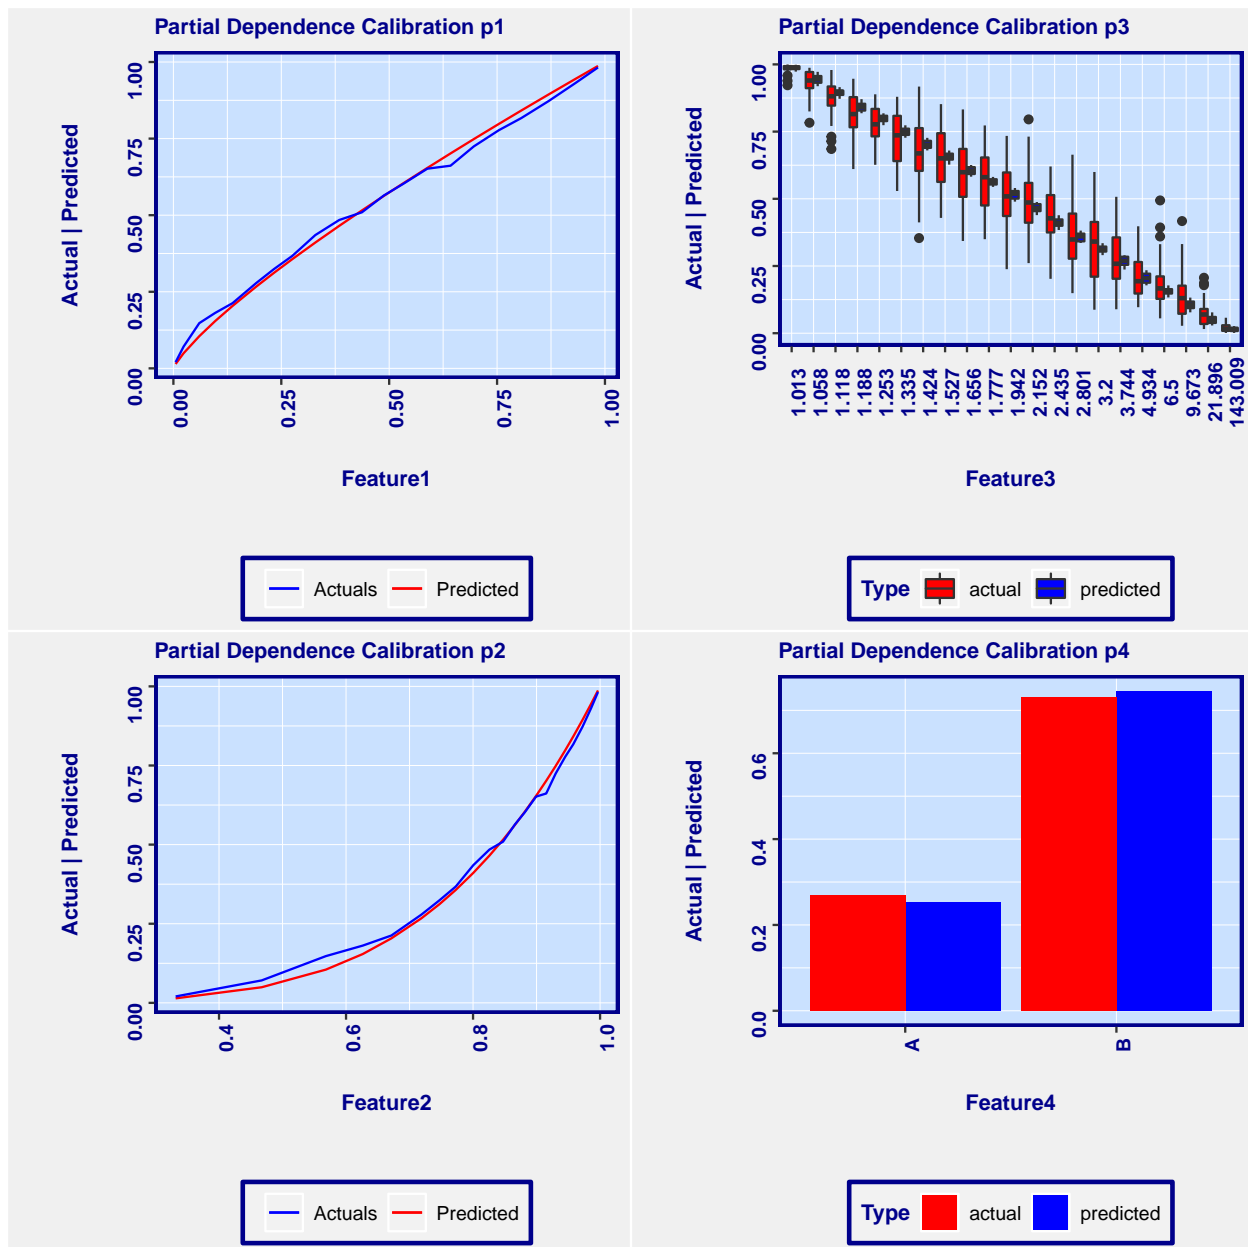 Partial Dependence Calibration p1
Actual | Predicted
1.00
0.75
0.50
0.25
0.00
0.00
0.25
0.50
0.75
1.00
Feature1
Actuals
Predicted
Partial Dependence Calibration p3
Actual | Predicted
1.00
0.75
0.50
0.25
0.00
1.013
1.058
1.118
1.188
1.253
1.335
1.424
1.527
1.656
1.777
1.942
2.152
2.435
2.801
3.2
3.744
4.934
6.5
9.673
21.896
143.009
Feature3
Type
actual
predicted
Partial Dependence Calibration p2
Actual | Predicted
1.00
0.75
0.50
0.25
0.00
0.4
0.6
0.8
1.0
Feature2
Actuals
Predicted
Partial Dependence Calibration p4
Actual | Predicted
0.6
0.4
0.2
0.0
A
B
Feature4
Type
actual
predicted